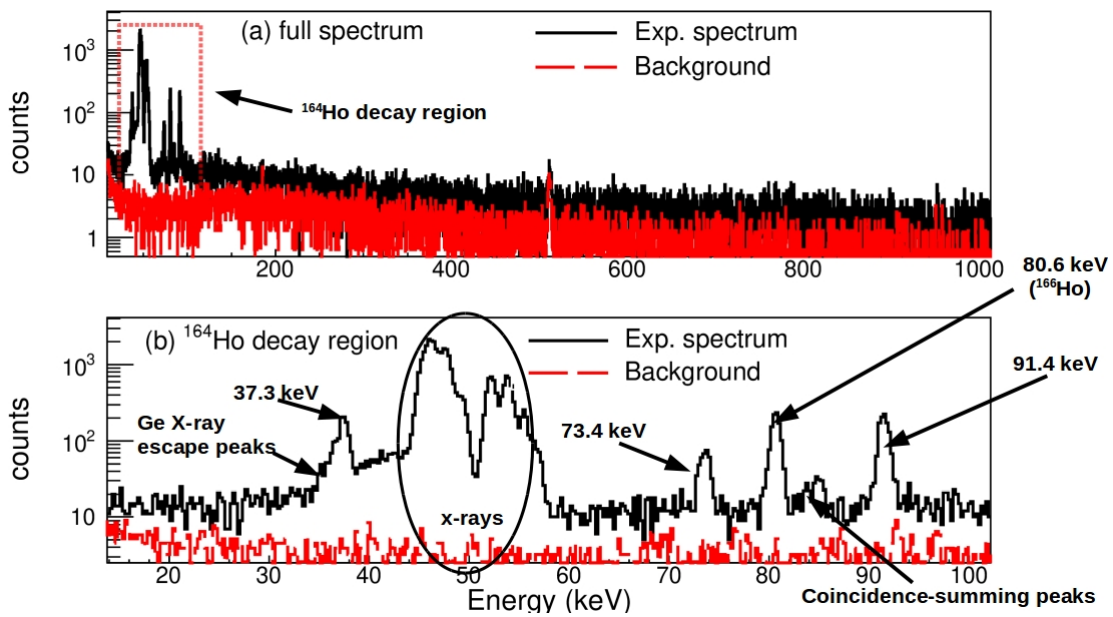 (a) full spectrum
Exp. spectrum
Background
¹⁶⁴Ho decay region
counts
10³
10²
10
1
200 400 600 800 1000
80.6 keV
(¹⁶⁶Ho)
(b) ¹⁶⁴Ho decay region
Exp. spectrum
Background
91.4 keV
37.3 keV
Ge X-ray
escape peaks
73.4 keV
x-rays
counts
10³
10²
10
20 30 40 50 60 70 80 90 100
Energy (keV)
Coincidence-summing peaks